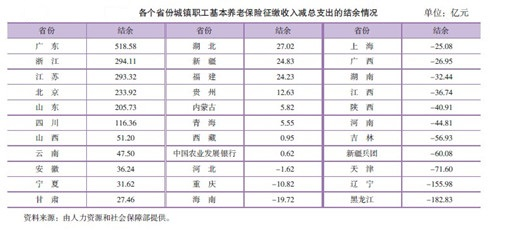 各个省份城镇职工基本养老保险征缴收入减总支出的结余情况 单位：亿元
省份 结余 省份 结余 省份 结余
广东 518.58 湖北 27.02 上海 -25.08
浙江 294.11 新疆 24.83 广西 -26.95
江苏 293.32 福建 24.23 湖南 -32.44
北京 233.92 贵州 12.63 江西 -36.74
山东 205.73 内蒙古 5.82 陕西 -40.91
四川 116.36 青海 5.55 河南 -44.81
山西 51.20 西藏 0.95 吉林 -56.93
云南 47.50 中国农业发展银行 0.62 新疆兵团 -60.08
安徽 36.24 河北 -1.62 天津 -71.60
宁夏 31.62 重庆 -10.82 辽宁 -155.98
甘肃 27.46 海南 -19.72 黑龙江 -182.83
资料来源：由人力资源和社会保障部提供。